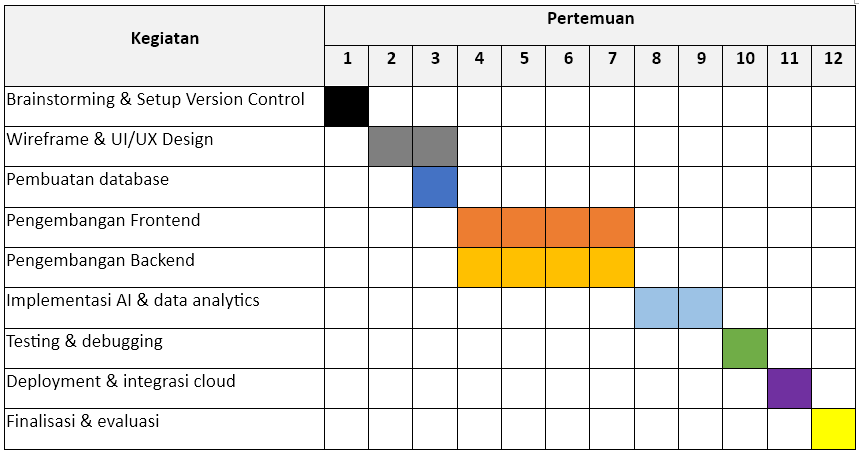 Kegiatan
Pertemuan
1 2 3 4 5 6 7 8 9 10 11 12
Brainstorming & Setup Version Control
Wireframe & UI/UX Design
Pembuatan database
Pengembangan Frontend
Pengembangan Backend
Implementasi AI & data analytics
Testing & debugging
Deployment & integrasi cloud
Finalisasi & evaluasi